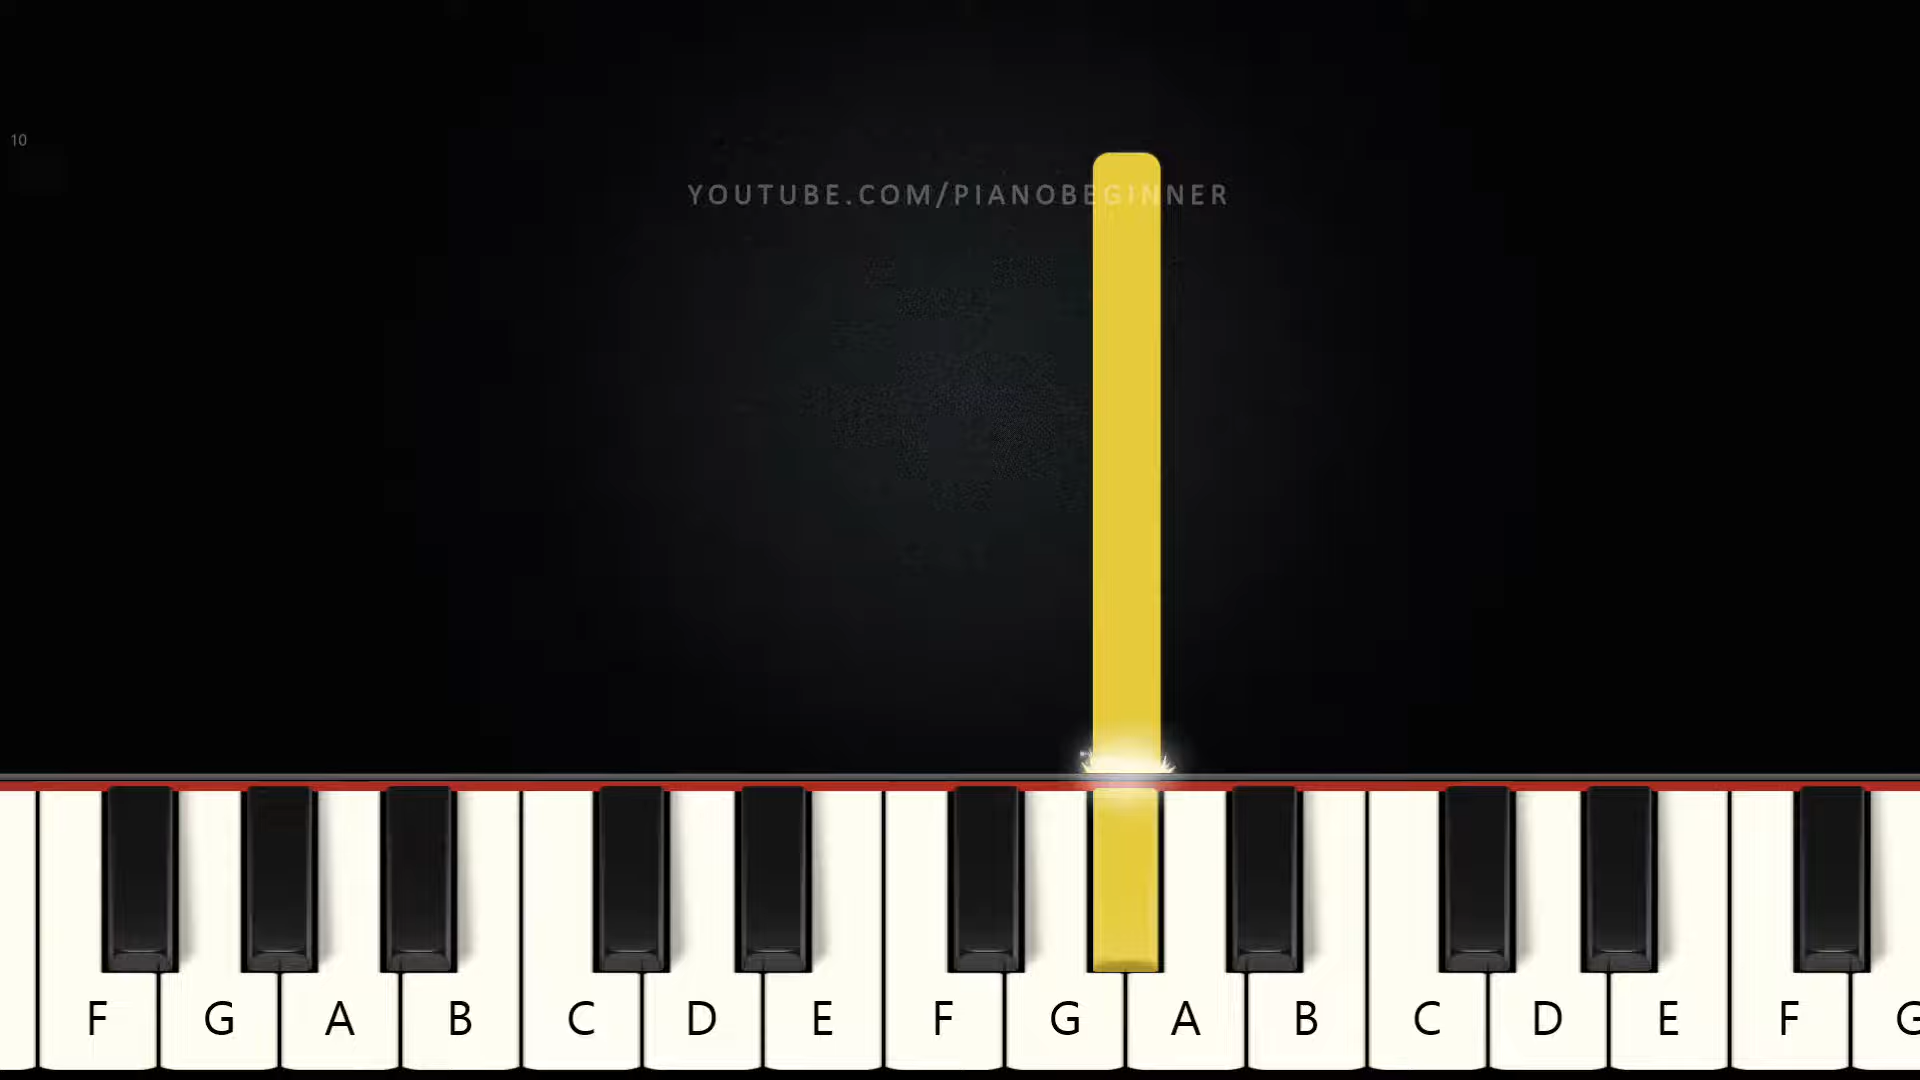 10
YOUTUBE.COM/PIANOBEGINNER
F G A B C D E F G A B C D E F G